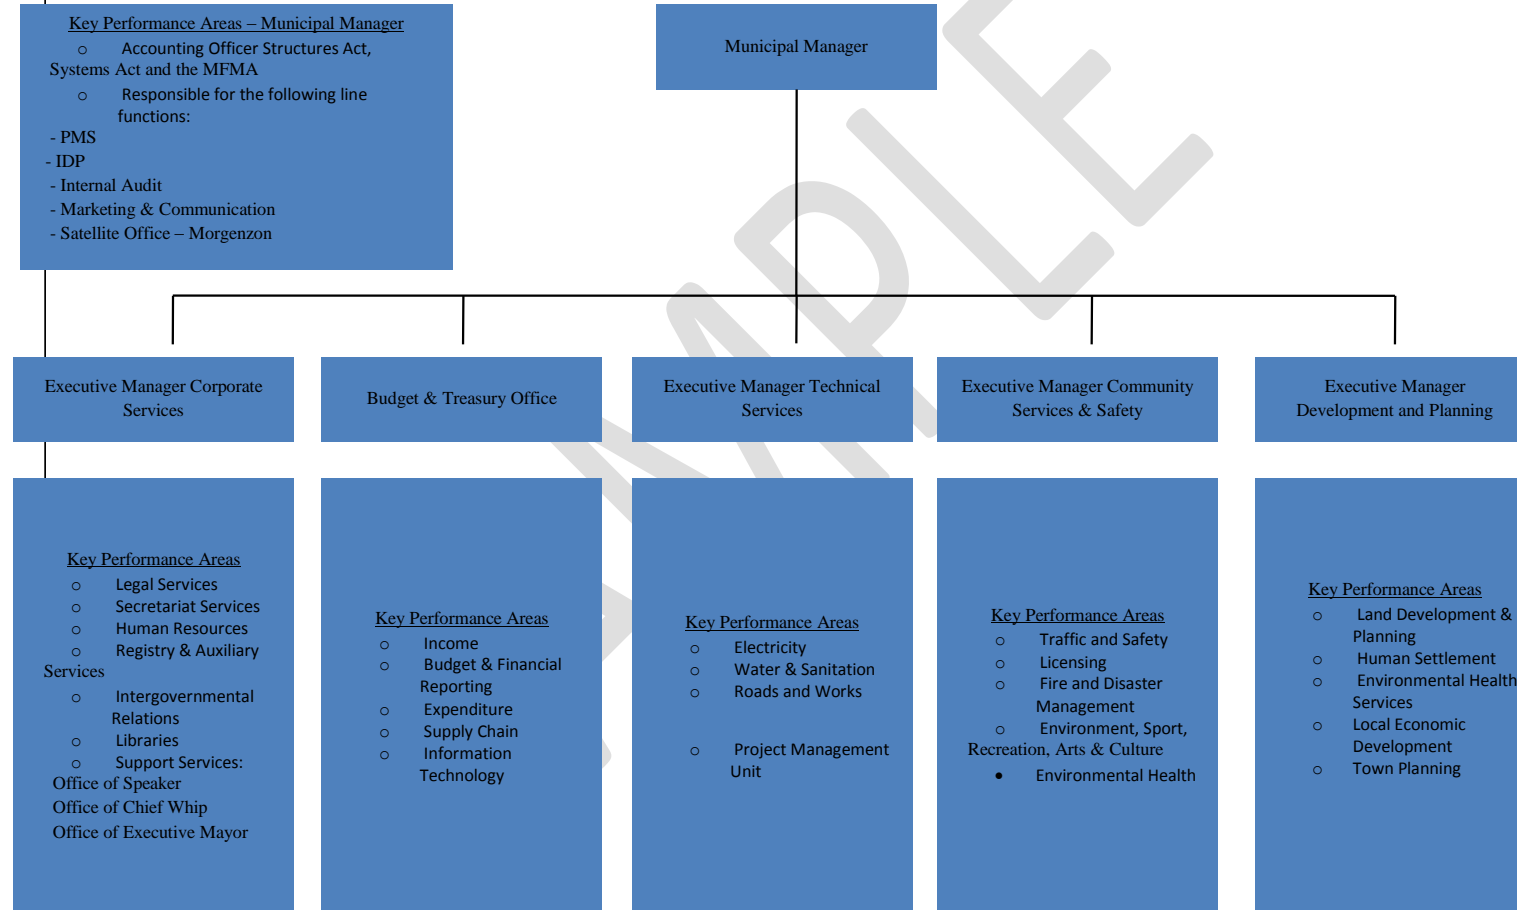 Key Performance Areas – Municipal Manager
o Accounting Officer Structures Act,
Systems Act and the MFMA
o Responsible for the following line
functions:
- PMS
- IDP
- Internal Audit
- Marketing & Communication
- Satellite Office – Morgenzon
Municipal Manager
Executive Manager Corporate
Services
Budget & Treasury Office
Executive Manager Technical
Services
Executive Manager Community
Services & Safety
Executive Manager
Development and Planning
Key Performance Areas
o Legal Services
o Secretariat Services
o Human Resources
o Registry & Auxiliary
Services
o Intergovernmental
Relations
o Libraries
o Support Services:
Office of Speaker
Office of Chief Whip
Office of Executive Mayor
Key Performance Areas
o Income
o Budget & Financial
Reporting
o Expenditure
o Supply Chain
o Information
Technology
Key Performance Areas
o Electricity
o Water & Sanitation
o Roads and Works
o Project Management
Unit
Key Performance Areas
o Traffic and Safety
o Licensing
o Fire and Disaster
Management
o Environment, Sport,
Recreation, Arts & Culture
• Environmental Health
Key Performance Areas
o Land Development &
Planning
o Human Settlement
o Environmental Health
Services
o Local Economic
Development
o Town Planning